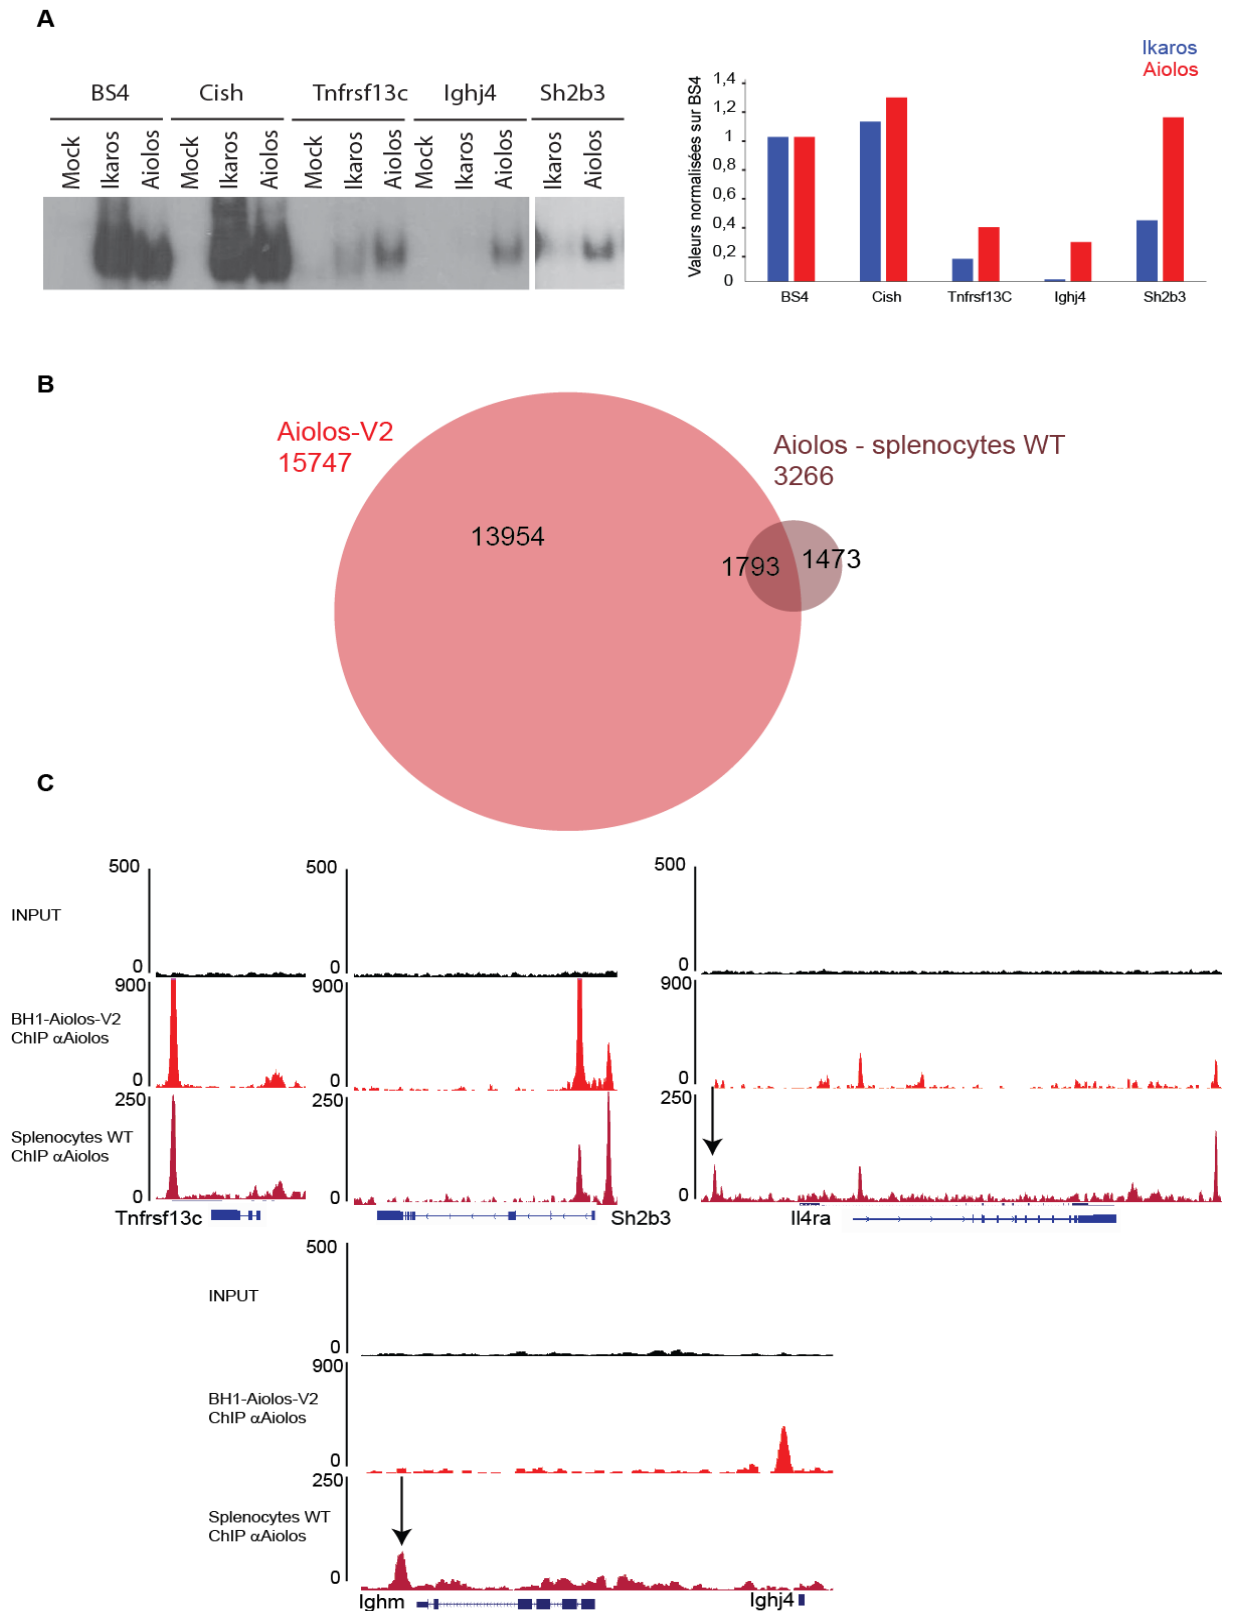 A
BS4 Cish Tnfrsf13c Ighj4 Sh2b3
Mock Ikaros Aiolos Mock Ikaros Aiolos Mock Ikaros Aiolos Mock Ikaros Aiolos Ikaros Aiolos
Ikaros
Aiolos
Valeurs normalisées sur BS4
1,4
1,2
1
0,8
0,6
0,4
0,2
0
BS4 Cish Tnfrsf13C Ighj4 Sh2b3
B
Aiolos-V2
15747
Aiolos - splenocytes WT
3266
13954
1793
1473
C
INPUT
500
0
500
0
500
0
BH1-Aiolos-V2
ChIP αAiolos
900
0
900
0
900
0
Splenocytes WT
ChIP αAiolos
250
0
250
0
250
0
Tnfrsf13c
Sh2b3
Il4ra
INPUT
500
0
BH1-Aiolos-V2
ChIP αAiolos
900
0
Splenocytes WT
ChIP αAiolos
250
0
Ighm
Ighj4